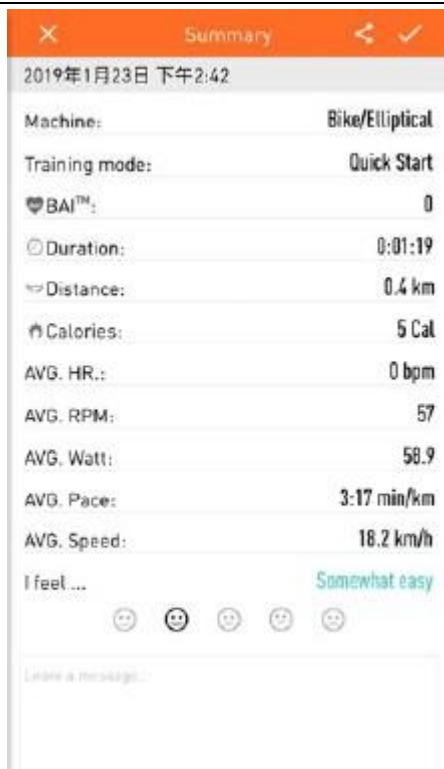 Summary
2019年1月23日 下午2:42
Machine: Bike/Elliptical
Training mode: Quick Start
BAI™: 0
Duration: 0:01:19
Distance: 0.4 km
Calories: 5 Cal
AVG. HR.: 0 bpm
AVG. RPM: 57
AVG. Watt: 58.9
AVG. Pace: 3:17 min/km
AVG. Speed: 18.2 km/h
I feel ... Somewhat easy
Leave a message...